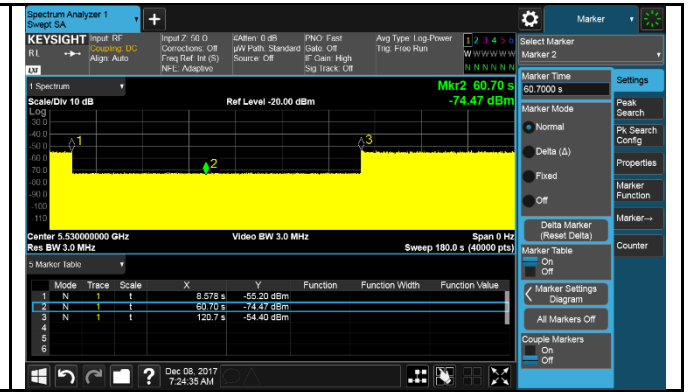 Spectrum Analyzer 1
Swept SA
Marker
KEYSIGHT Input: RF
RL Coupling: DC
Align: Auto
LXI
Input Z: 50 Ω
Corrections: Off
Freq Ref: Int (S)
NFE: Adaptive
#Atten: 0 dB
µW Path: Standard
Source: Off
PNO: Fast
Gate: Off
IF Gain: High
Sig Track: Off
Avg Type: Log-Power
Trig: Free Run
1 2 3 4 5 6
W W W W W W
N N N N N N
Select Marker
Marker 2
1 Spectrum
Scale/Div 10 dB
Ref Level -20.00 dBm
Mkr2 60.70 s
-74.47 dBm
Log
-30.0
-40.0
-50.0
-60.0
-70.0
-80.0
-90.0
-100
-110
1
2
3
Center 5.530000000 GHz
Res BW 3.0 MHz
Video BW 3.0 MHz
Span 0 Hz
Sweep 180.0 s (40000 pts)
5 Marker Table
Mode Trace Scale X Y Function Function Width Function Value
1 N 1 t 8.578 s -55.20 dBm
2 N 1 t 60.70 s -74.47 dBm
3 N 1 t 120.7 s -54.40 dBm
4
5
6
Marker Time
60.7000 s
Marker Mode
Normal
Delta (Δ)
Fixed
Off
Delta Marker
(Reset Delta)
Marker Table
On
Off
Marker Settings
Diagram
All Markers Off
Couple Markers
On
Off
Settings
Peak
Search
Pk Search
Config
Properties
Marker
Function
Marker→
Counter
?
Dec 08, 2017
7:24:35 AM